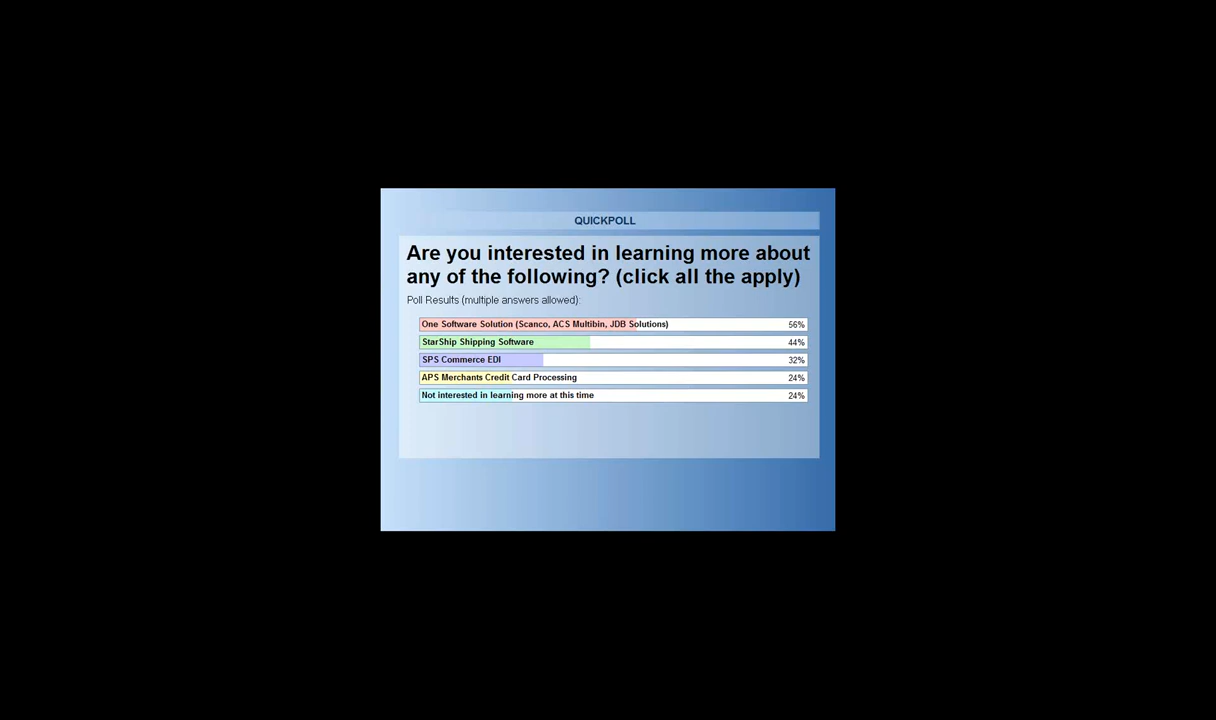 QUICKPOLL
Are you interested in learning more about
any of the following? (click all the apply)
Poll Results (multiple answers allowed):
One Software Solution (Scanco, ACS Multibin, JDB Solutions) 56%
StarShip Shipping Software 44%
SPS Commerce EDI 32%
APS Merchants Credit Card Processing 24%
Not interested in learning more at this time 24%